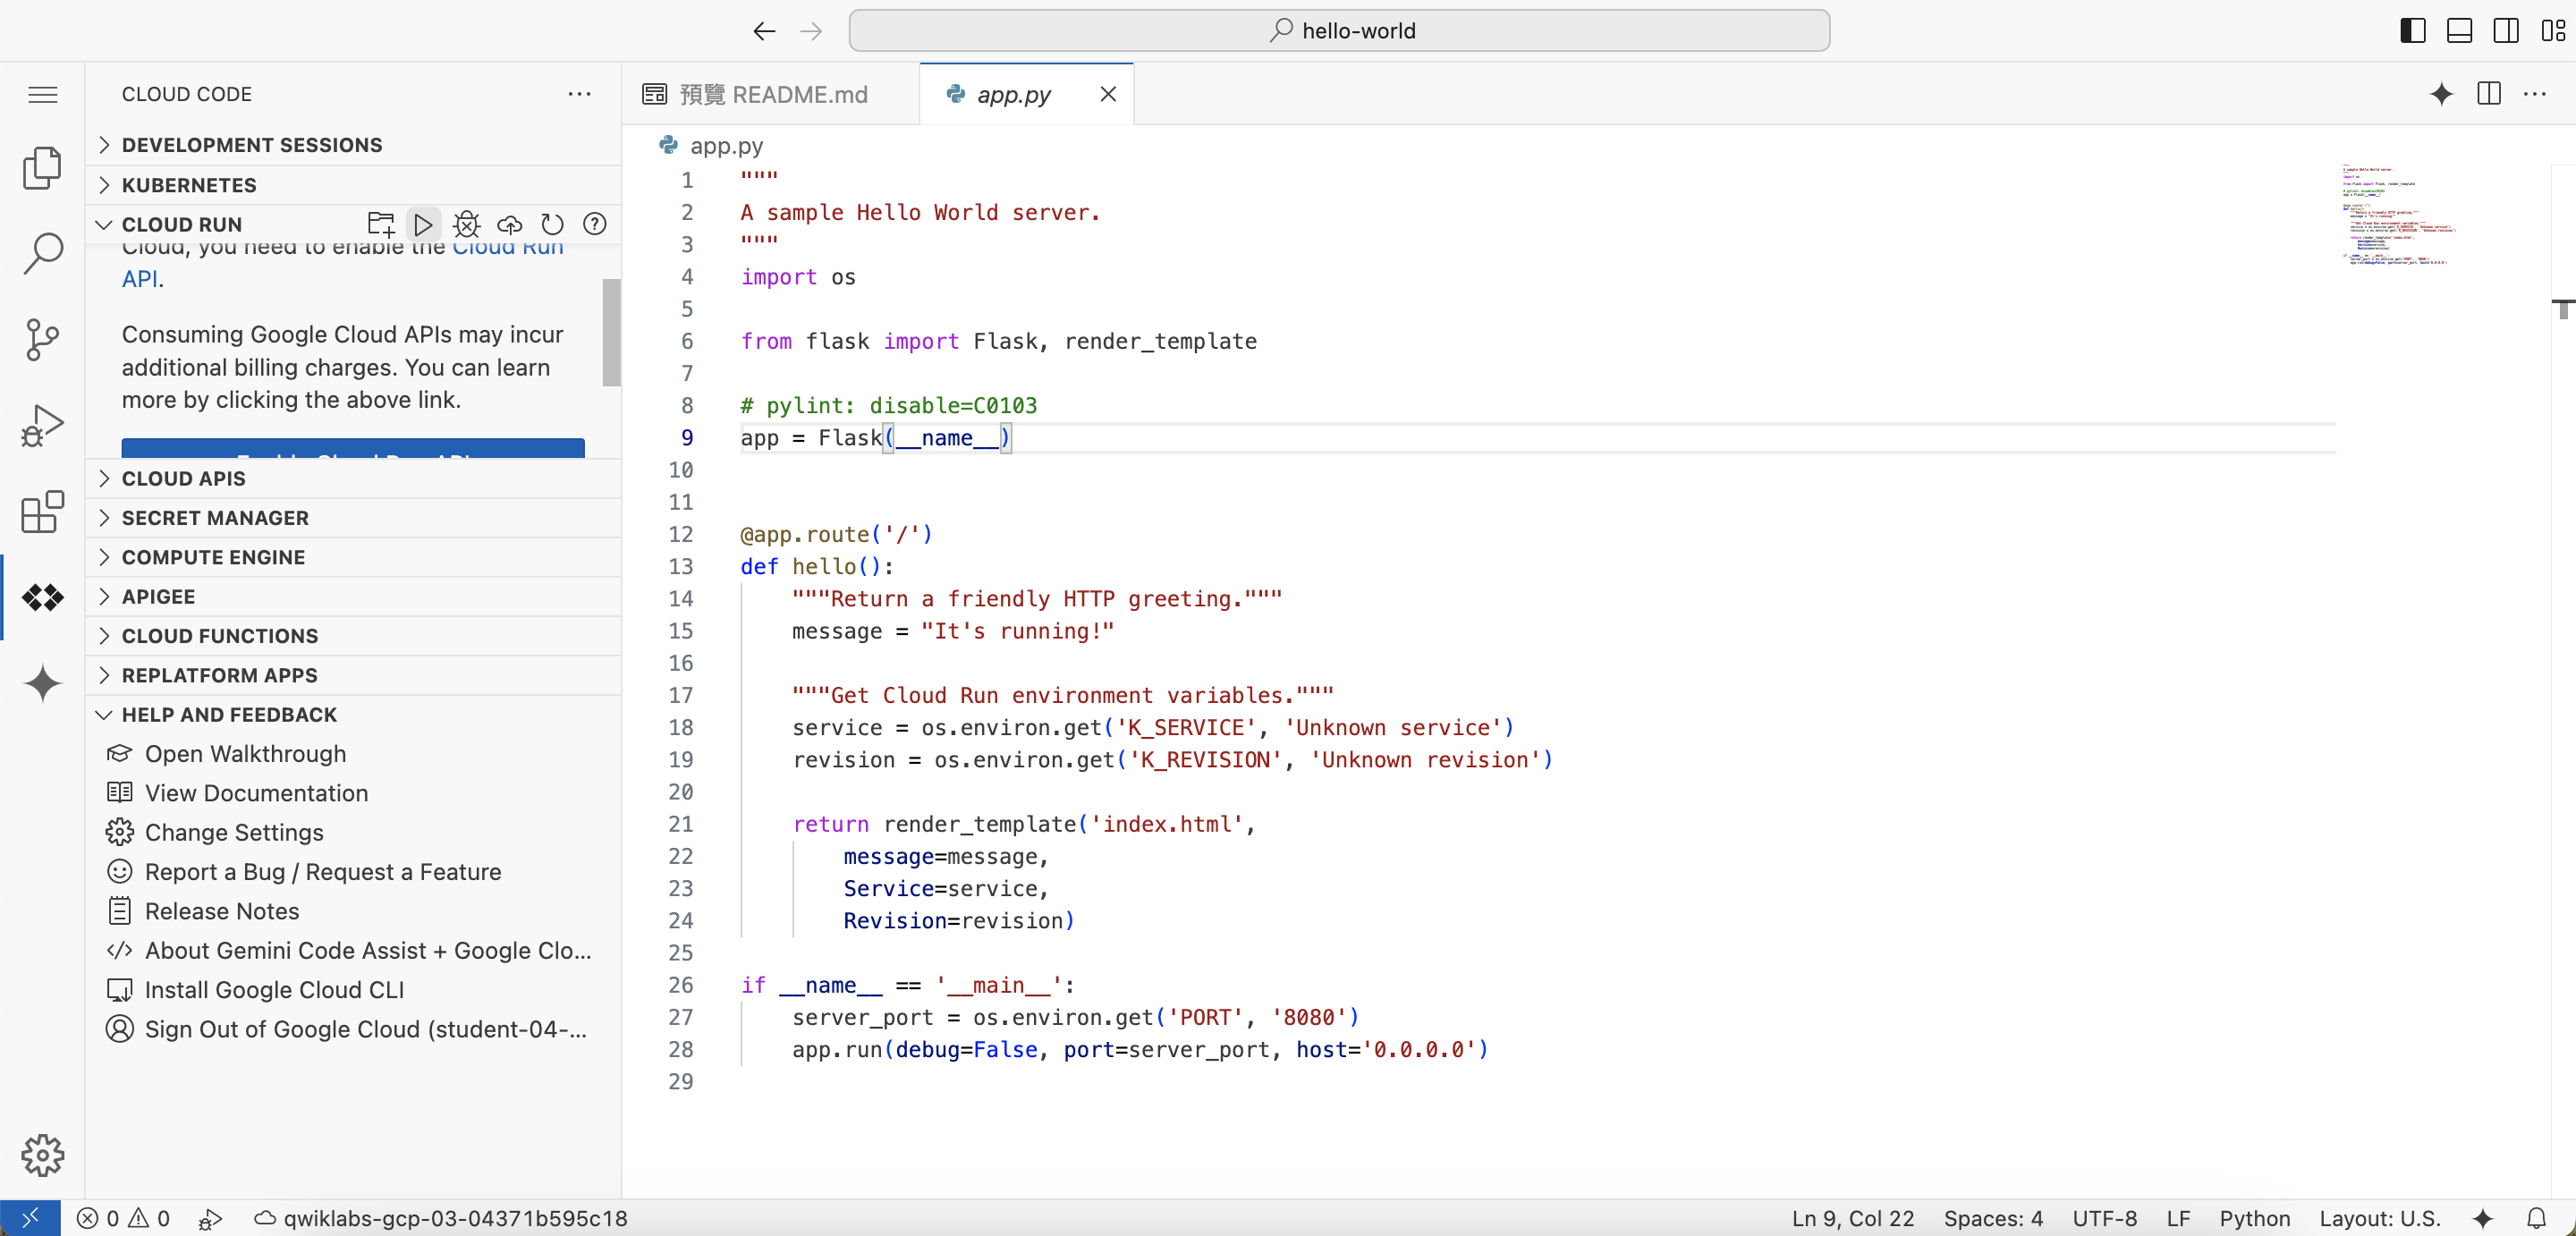 hello-world
CLOUD CODE
DEVELOPMENT SESSIONS
KUBERNETES
CLOUD RUN
Cloud, you need to enable the Cloud Run
API.
Consuming Google Cloud APIs may incur
additional billing charges. You can learn
more by clicking the above link.
CLOUD APIS
SECRET MANAGER
COMPUTE ENGINE
APIGEE
CLOUD FUNCTIONS
REPLATFORM APPS
HELP AND FEEDBACK
Open Walkthrough
View Documentation
Change Settings
Report a Bug / Request a Feature
Release Notes
About Gemini Code Assist + Google Clo...
Install Google Cloud CLI
Sign Out of Google Cloud (student-04-...
預覽 README.md
app.py
app.py
1 """
2 A sample Hello World server.
3 """
4 import os
5
6 from flask import Flask, render_template
7
8 # pylint: disable=C0103
9 app = Flask(__name__)
10
11
12 @app.route('/')
13 def hello():
14     """Return a friendly HTTP greeting."""
15     message = "It's running!"
16
17     """Get Cloud Run environment variables."""
18     service = os.environ.get('K_SERVICE', 'Unknown service')
19     revision = os.environ.get('K_REVISION', 'Unknown revision')
20
21     return render_template('index.html',
22         message=message,
23         Service=service,
24         Revision=revision)
25
26 if __name__ == '__main__':
27     server_port = os.environ.get('PORT', '8080')
28     app.run(debug=False, port=server_port, host='0.0.0.0')
29
0 0 qwiklabs-gcp-03-04371b595c18
Ln 9, Col 22 Spaces: 4 UTF-8 LF Python Layout: U.S.